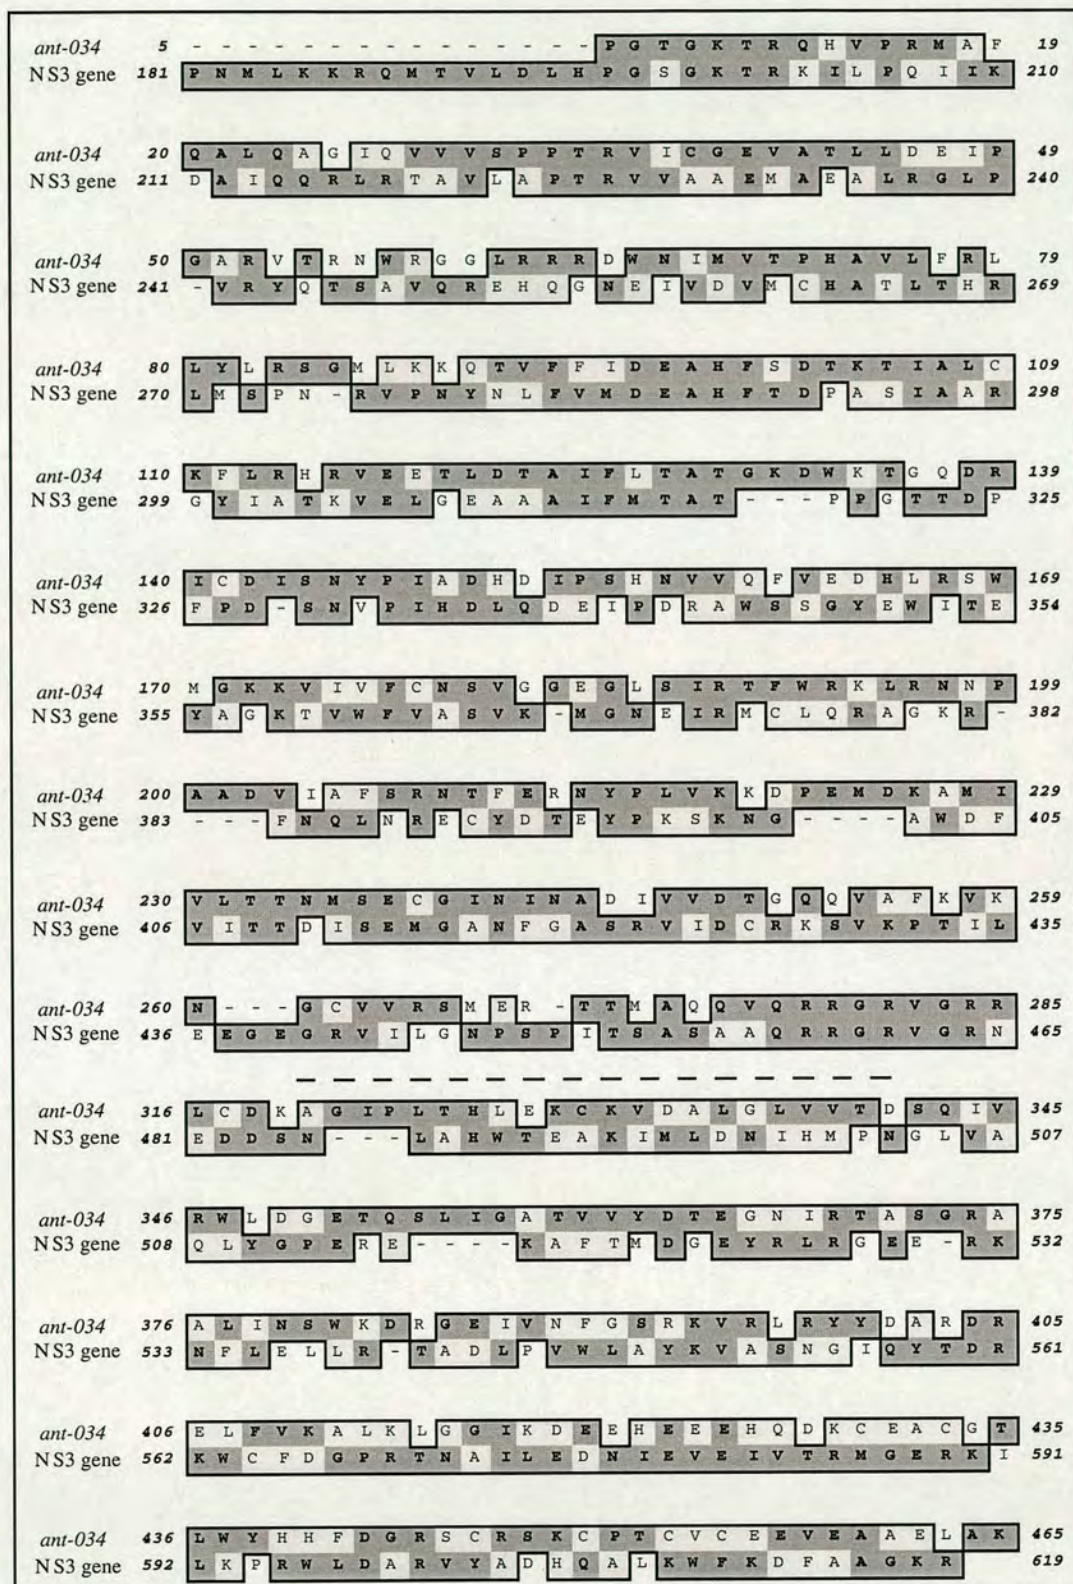 ant-034 5 - - - - - - - - - - - - - - - P G T G K T R Q H V P R M A F 19
NS3 gene 181 P N M L K K R Q M T V L D L H P G S G K T R K I L P Q I I K 210
ant-034 20 Q A L Q A G I Q V V V S P P T R V I C G E V A T L L D E I P 49
NS3 gene 211 D A I Q Q R L R T A V L A P T R V V A A E M A E A L R G L P 240
ant-034 50 G A R V T R N W R G G L R R R D W N I M V T P H A V L F R L 79
NS3 gene 241 - V R Y Q T S A V Q R E H Q G N E I V D V M C H A T L T H R 269
ant-034 80 L Y L R S G M L K K Q T V F F I D E A H F S D T K T I A L C 109
NS3 gene 270 L M S P N - R V P N Y N L F V M D E A H F T D P A S I A A R 298
ant-034 110 K F L R H R V E E T L D T A I F L T A T G K D W K T G Q D R 139
NS3 gene 299 G Y I A T K V E L G E A A A I F M T A T - - - P P G T T D P 325
ant-034 140 I C D I S N Y P I A D H D I P S H N V V Q F V E D H L R S W 169
NS3 gene 326 F P D - S N V P I H D L Q D E I P D R A W S S G Y E W I T E 354
ant-034 170 M G K K V I V F C N S V G G E G L S I R T F W R K L R N N P 199
NS3 gene 355 Y A G K T V W F V A S V K - M G N E I R M C L Q R A G K R - 382
ant-034 200 A A D V I A F S R N T F E R N Y P L V K K D P E M D K A M I 229
NS3 gene 383 - - - F N Q L N R E C Y D T E Y P K S K N G - - - - A W D F 405
ant-034 230 V L T T N M S E C G I N I N A D I V V D T G Q Q V A F K V K 259
NS3 gene 406 V I T T D I S E M G A N F G A S R V I D C R K S V K P T I L 435
ant-034 260 N - - - G C V V R S M E R - T T M A Q Q V Q R R G R V G R R 285
NS3 gene 436 E E G E G R V I L G N P S P I T S A S A A Q R R G R V G R N 465
ant-034 316 L C D K A G I P L T H L E K C K V D A L G L V V T D S Q I V 345
NS3 gene 481 E D D S N - - - L A H W T E A K I M L D N I H M P N G L V A 507
ant-034 346 R W L D G E T Q S L I G A T V V Y D T E G N I R T A S G R A 375
NS3 gene 508 Q L Y G P E R E - - - - K A F T M D G E Y R L R G E E - R K 532
ant-034 376 A L I N S W K D R G E I V N F G S R K V R L R Y Y D A R D R 405
NS3 gene 533 N F L E L L R - T A D L P V W L A Y K V A S N G I Q Y T D R 561
ant-034 406 E L F V K A L K L G G I K D E E H E E E H Q D K C E A C G T 435
NS3 gene 562 K W C F D G P R T N A I L E D N I E V E I V T R M G E R K I 591
ant-034 436 L W Y H H F D G R S C R S K C P T C V C E E V E A A E L A K 465
NS3 gene 592 L K P R W L D A R V Y A D H Q A L K W F K D F A A G K R 619